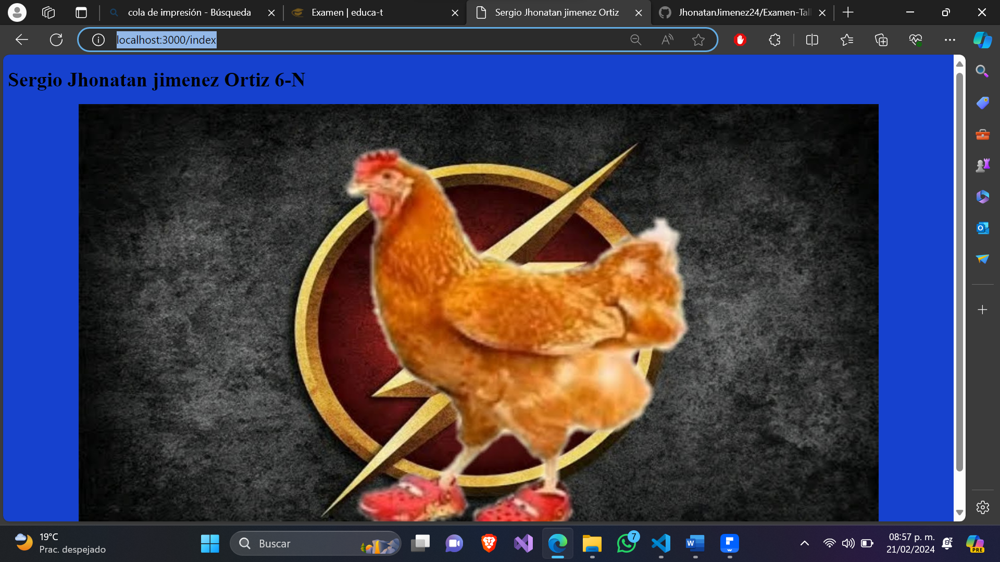 cola de impresión - Búsqueda
Examen | educa-t
Sergio Jhonatan jimenez Ortiz
JhonatanJimenez24/Examen-Tall
localhost:3000/index
Sergio Jhonatan jimenez Ortiz 6-N
19°C
Prac. despejado
Buscar
7
08:57 p. m.
21/02/2024
PRE